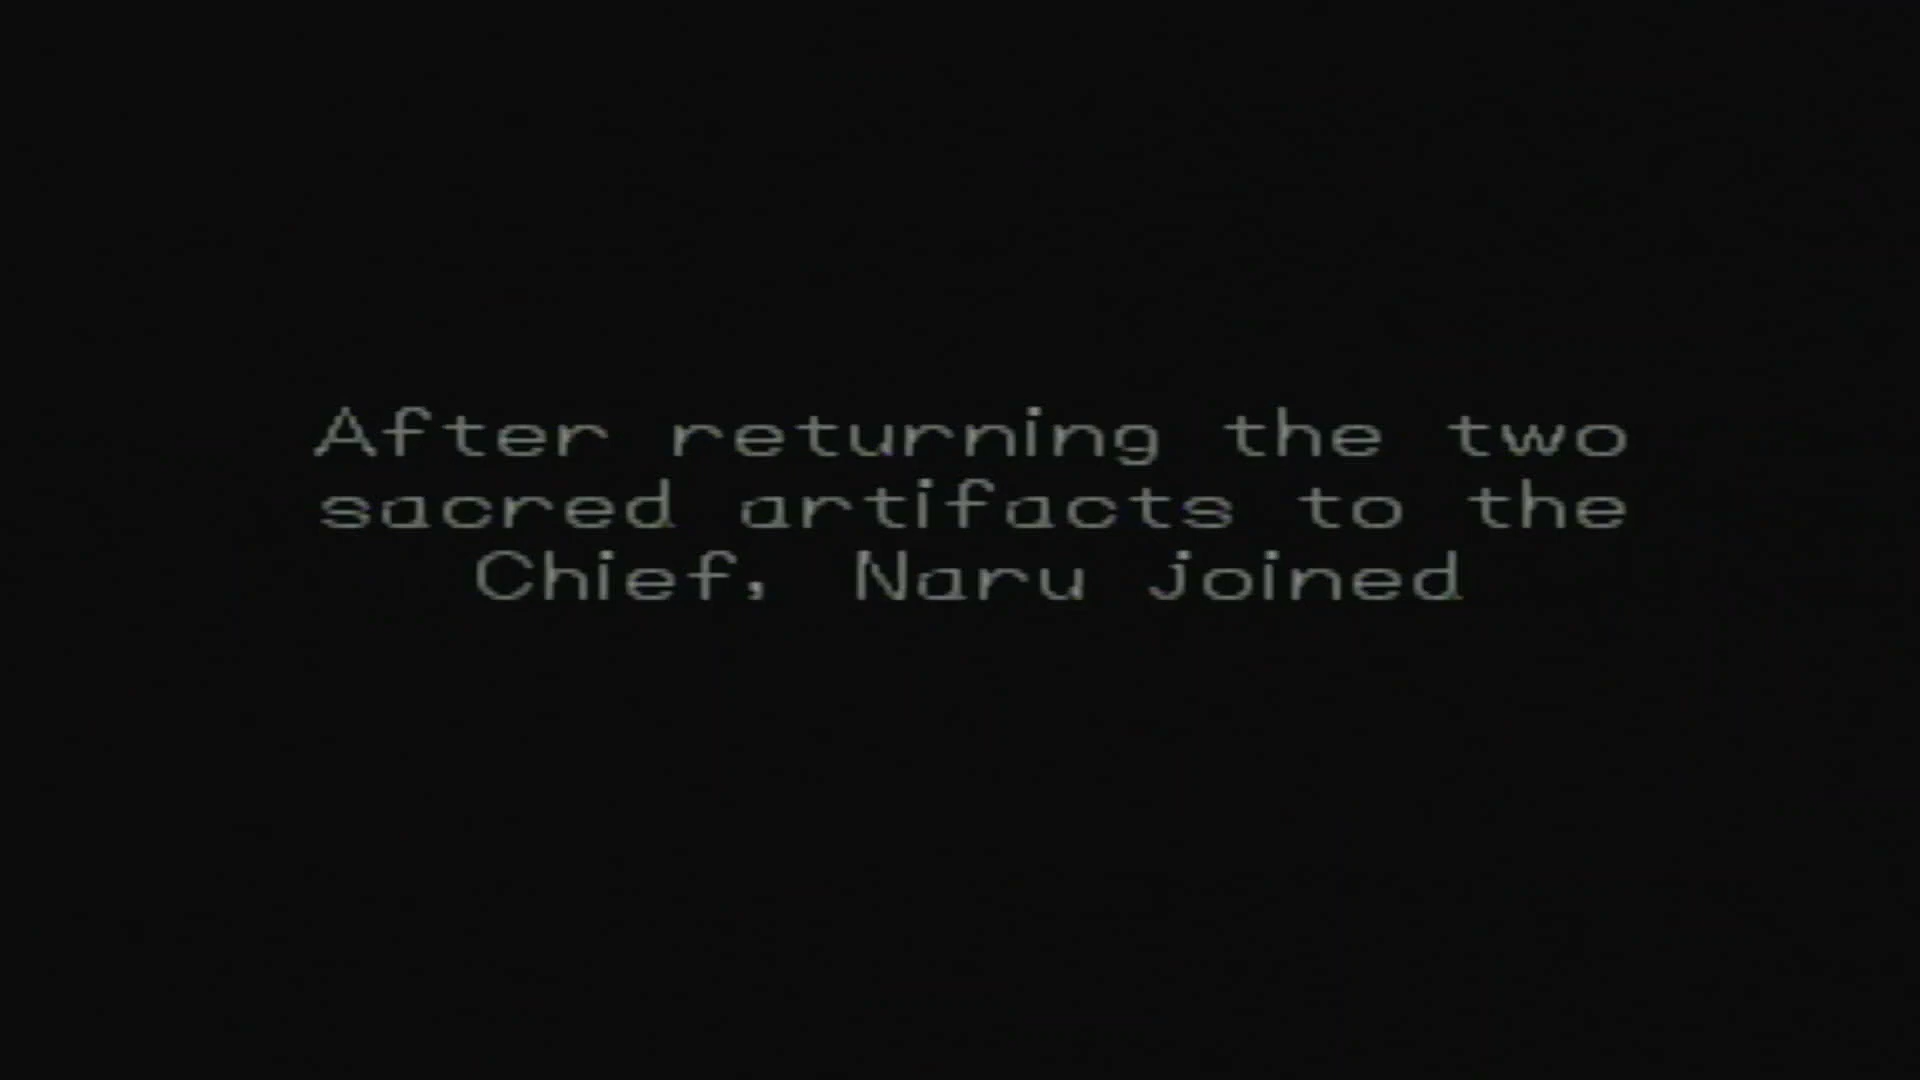 After returning the two
sacred artifacts to the
Chief, Naru joined